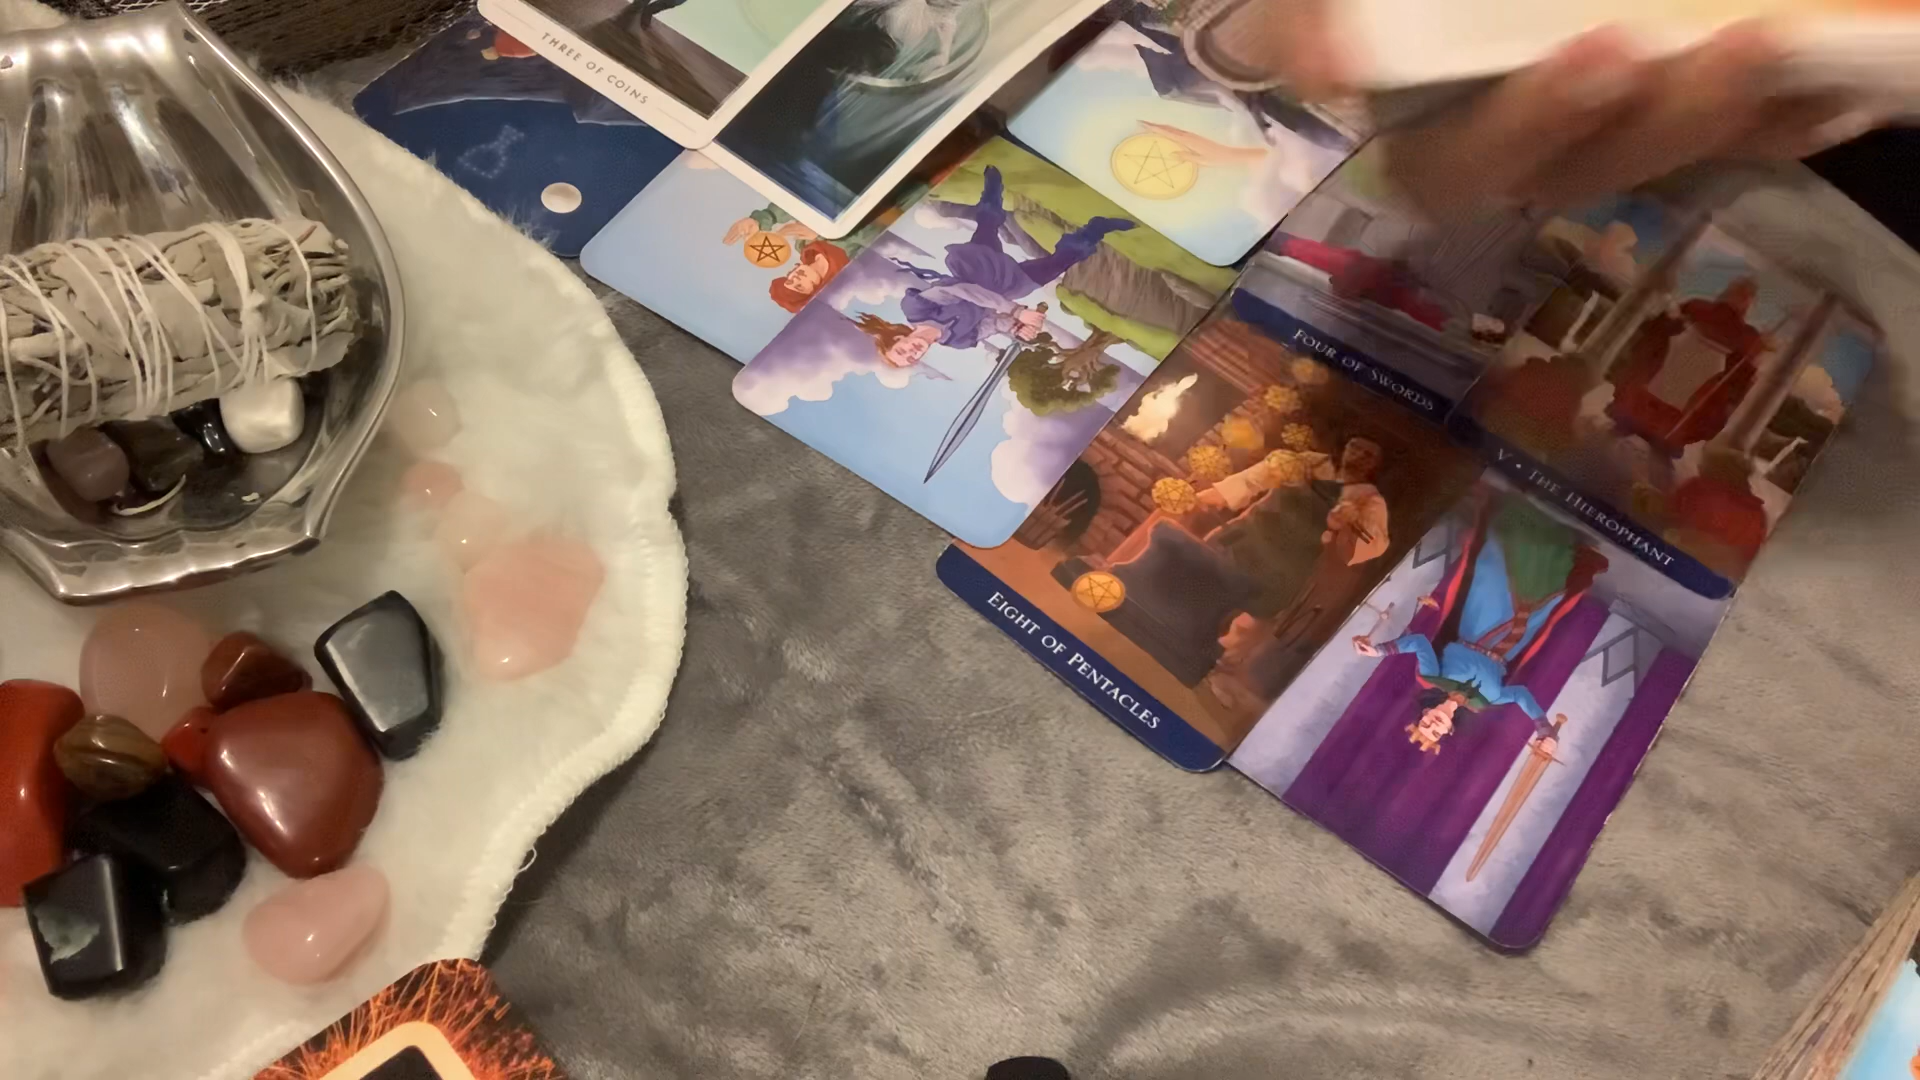 THREE OF COINS
FOUR OF SWORDS
V • THE HIEROPHANT
EIGHT OF PENTACLES